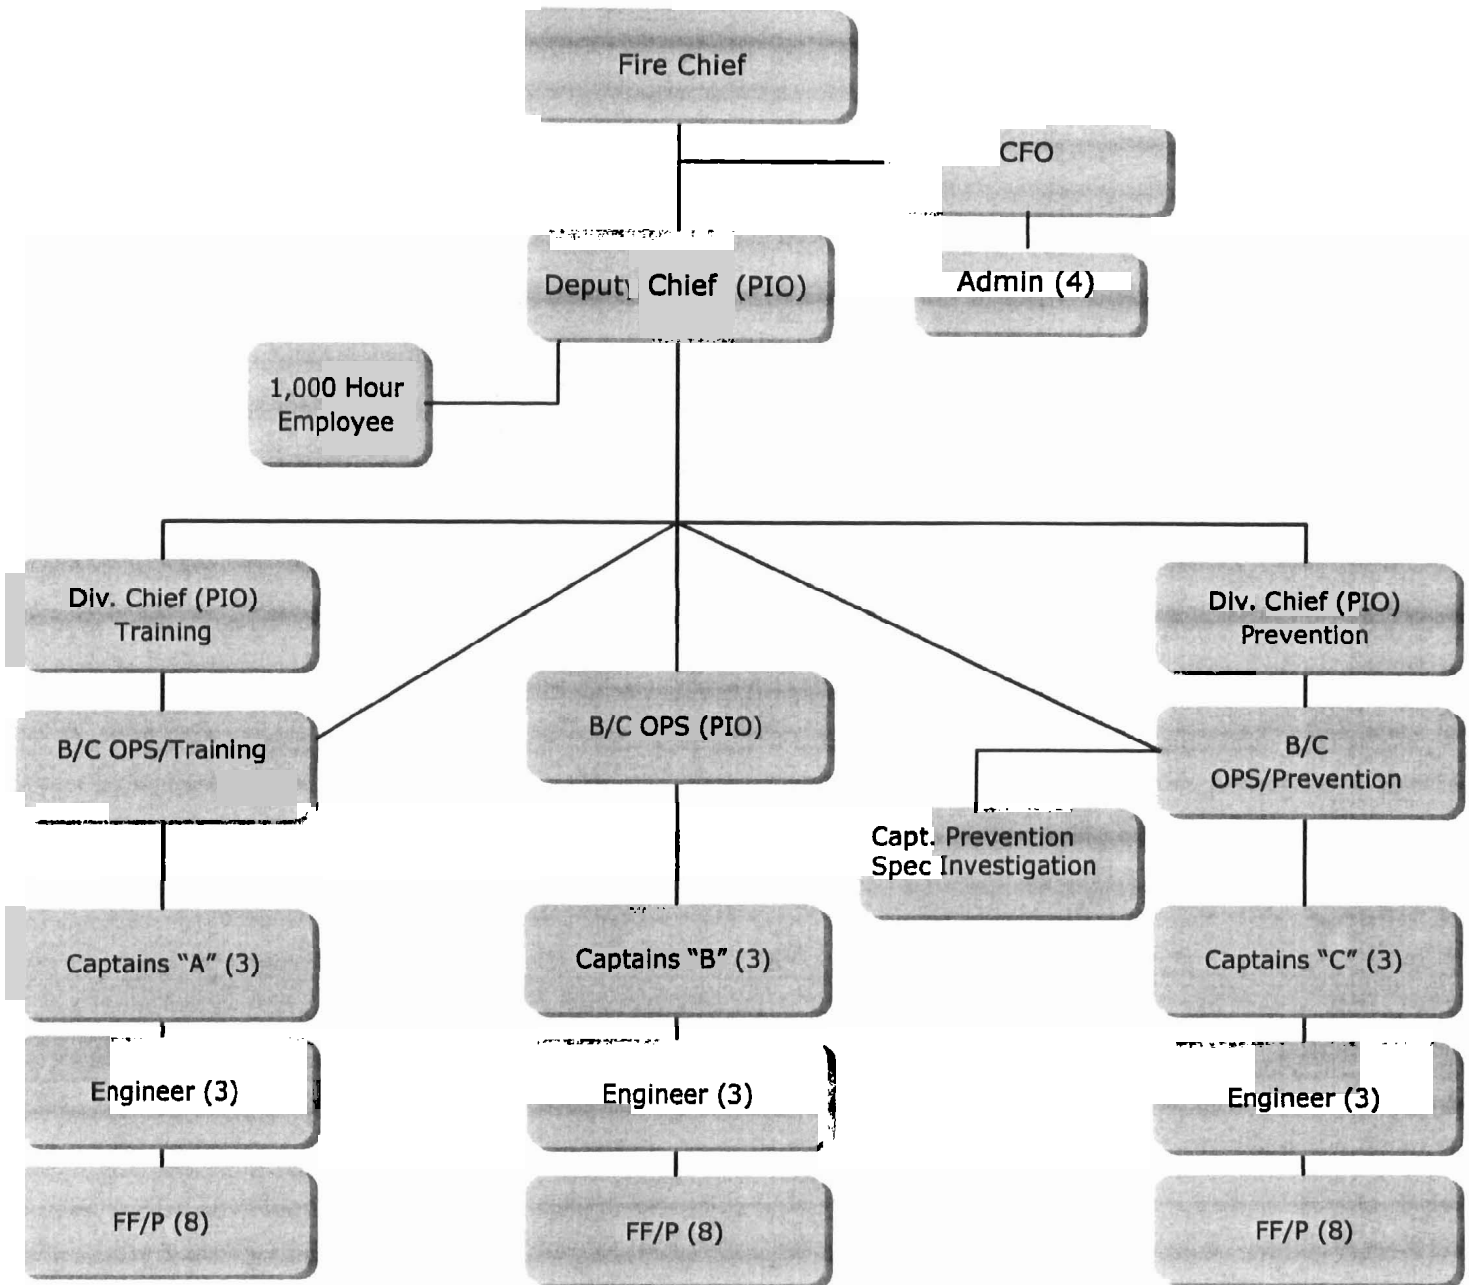 Fire Chief
CFO
Deputy Chief (PIO)
Admin (4)
1,000 Hour
Employee
Div. Chief (PIO)
Training
Div. Chief (PIO)
Prevention
B/C OPS/Training
B/C OPS (PIO)
B/C
OPS/Prevention
Capt. Prevention
Spec Investigation
Captains “A” (3)
Captains “B” (3)
Captains “C” (3)
Engineer (3)
Engineer (3)
Engineer (3)
FF/P (8)
FF/P (8)
FF/P (8)